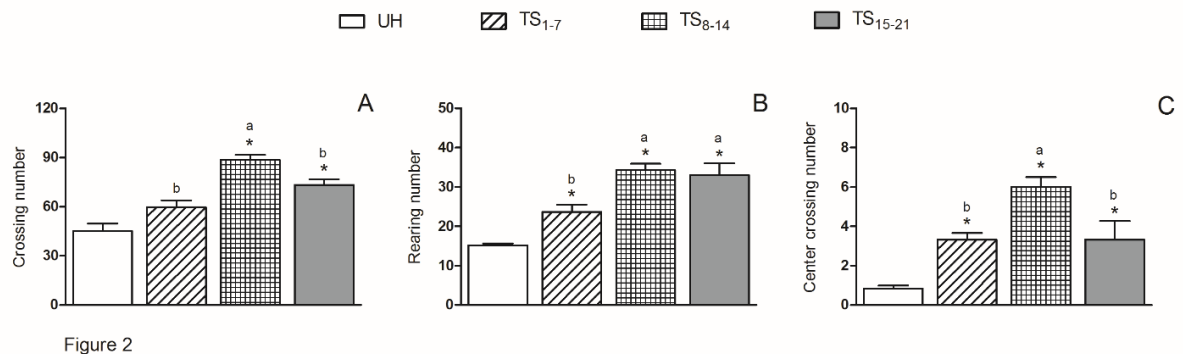 UH TS1-7 TS8-14 TS15-21
A
Crossing number
120
90
60
30
0
b
a
*
b
*
B
Rearing number
50
40
30
20
10
0
b
*
a
*
a
*
C
Center crossing number
10
8
6
4
2
0
b
*
a
*
b
*
Figure 2